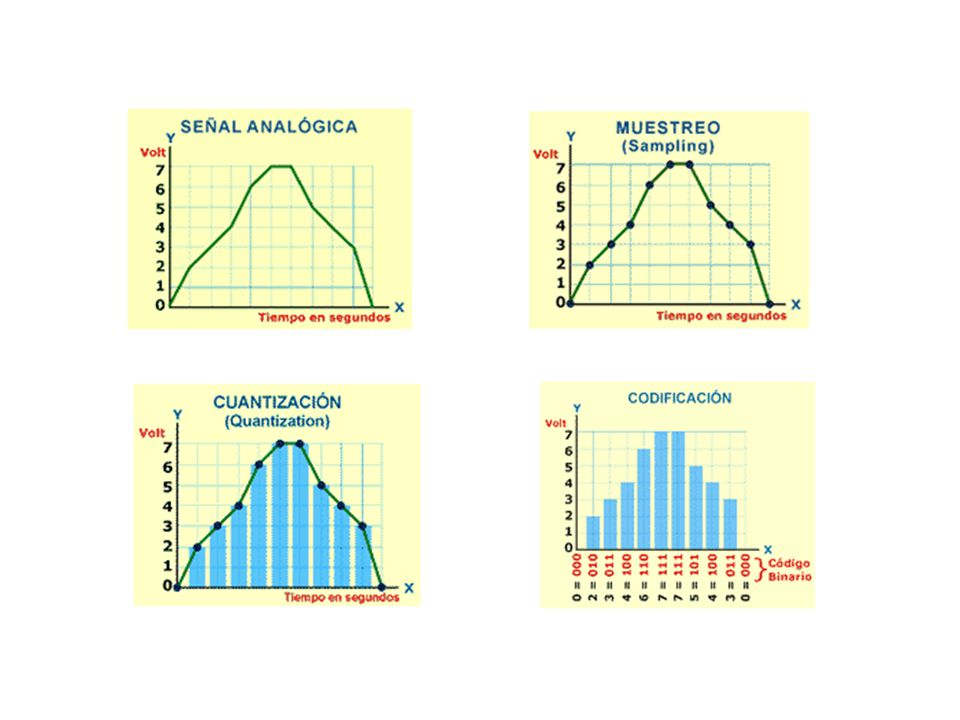 SEÑAL ANALÓGICA
Y
Volt
7
6
5
4
3
2
1
0
X
Tiempo en segundos
MUESTREO
(Sampling)
Y
Volt
7
6
5
4
3
2
1
0
X
Tiempo en segundos
CUANTIZACIÓN
(Quantization)
Y
Volt
7
6
5
4
3
2
1
0
X
Tiempo en segundos
CODIFICACIÓN
Y
Volt
7
6
5
4
3
2
1
0
X
0 = 000
2 = 010
3 = 011
4 = 100
6 = 110
7 = 111
7 = 111
5 = 101
4 = 100
3 = 011
0 = 000
Código
Binario